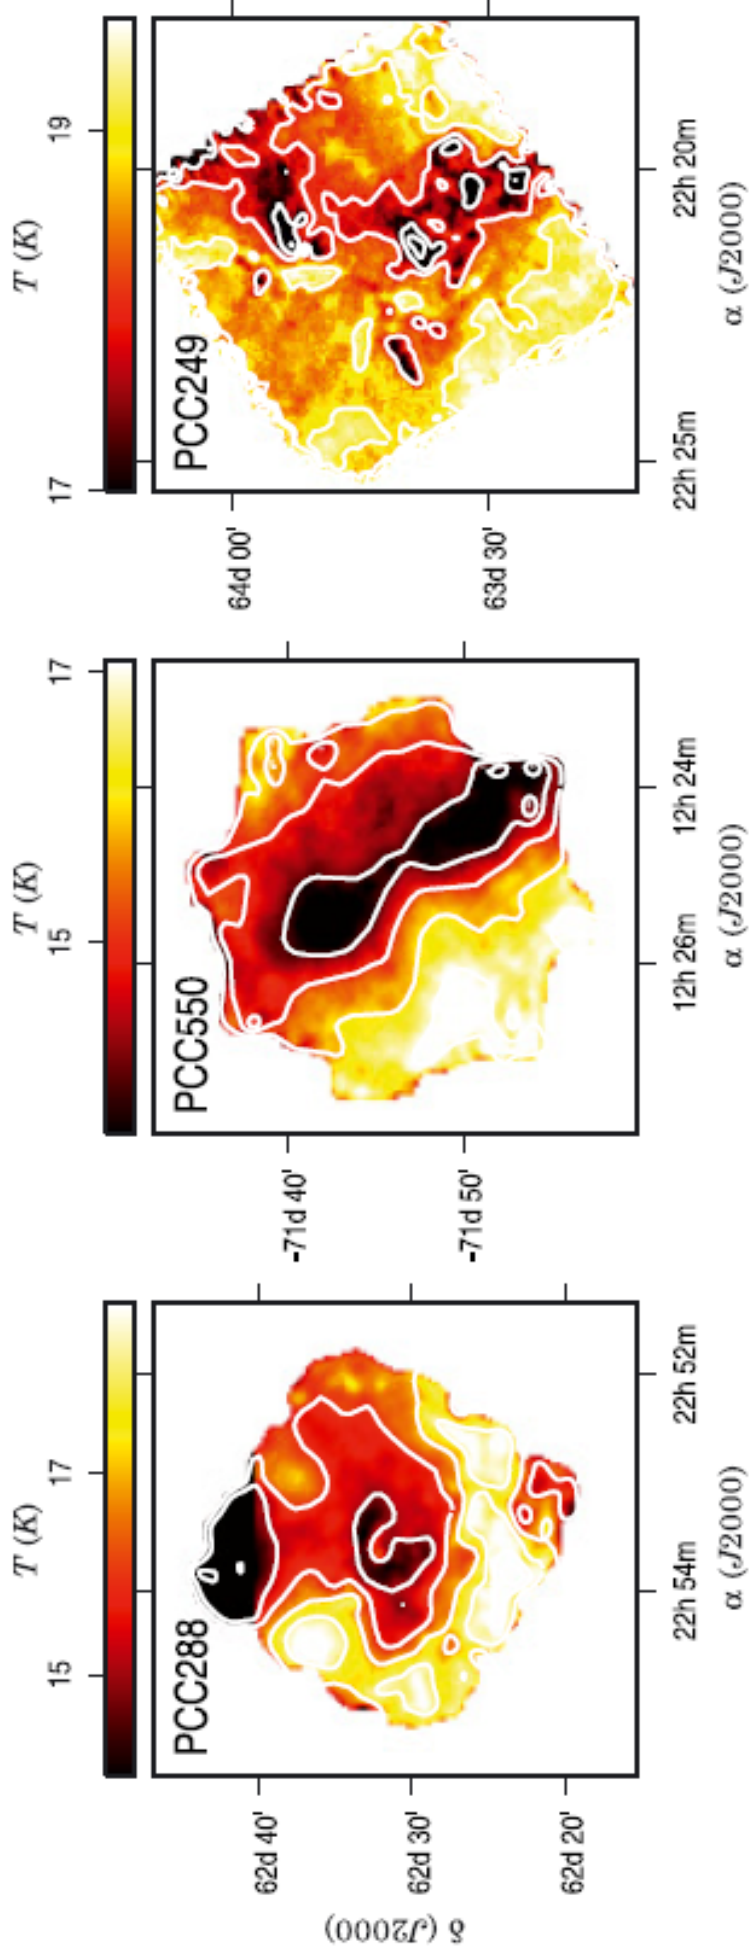 T (K)
15 17
PCC288
62d 40'
62d 30'
62d 20'
δ (J2000)
22h 54m 22h 52m
α (J2000)
T (K)
15 17
PCC550
-71d 40'
-71d 50'
12h 26m 12h 24m
α (J2000)
T (K)
17 19
PCC249
64d 00'
63d 30'
22h 25m 22h 20m
α (J2000)